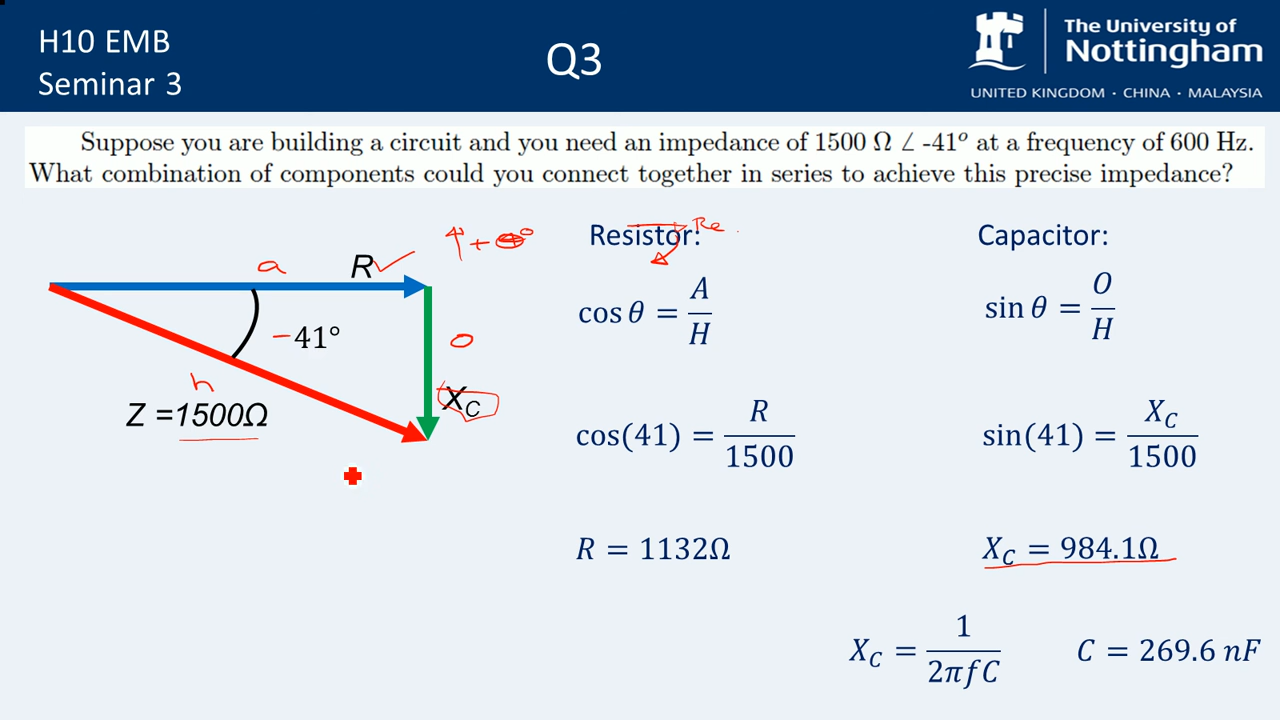 H10 EMB
Seminar 3
Q3
The University of
Nottingham
UNITED KINGDOM · CHINA · MALAYSIA
Suppose you are building a circuit and you need an impedance of 1500 Ω ∠ -41° at a frequency of 600 Hz.
What combination of components could you connect together in series to achieve this precise impedance?
a
R
-41°
o
h
X_C
Z =1500Ω
Resistor:
Re
cos θ = A/H
cos(41) = R/1500
R = 1132Ω
Capacitor:
sin θ = O/H
sin(41) = X_C/1500
X_C = 984.1Ω
X_C = 1/2πfC
C = 269.6 nF